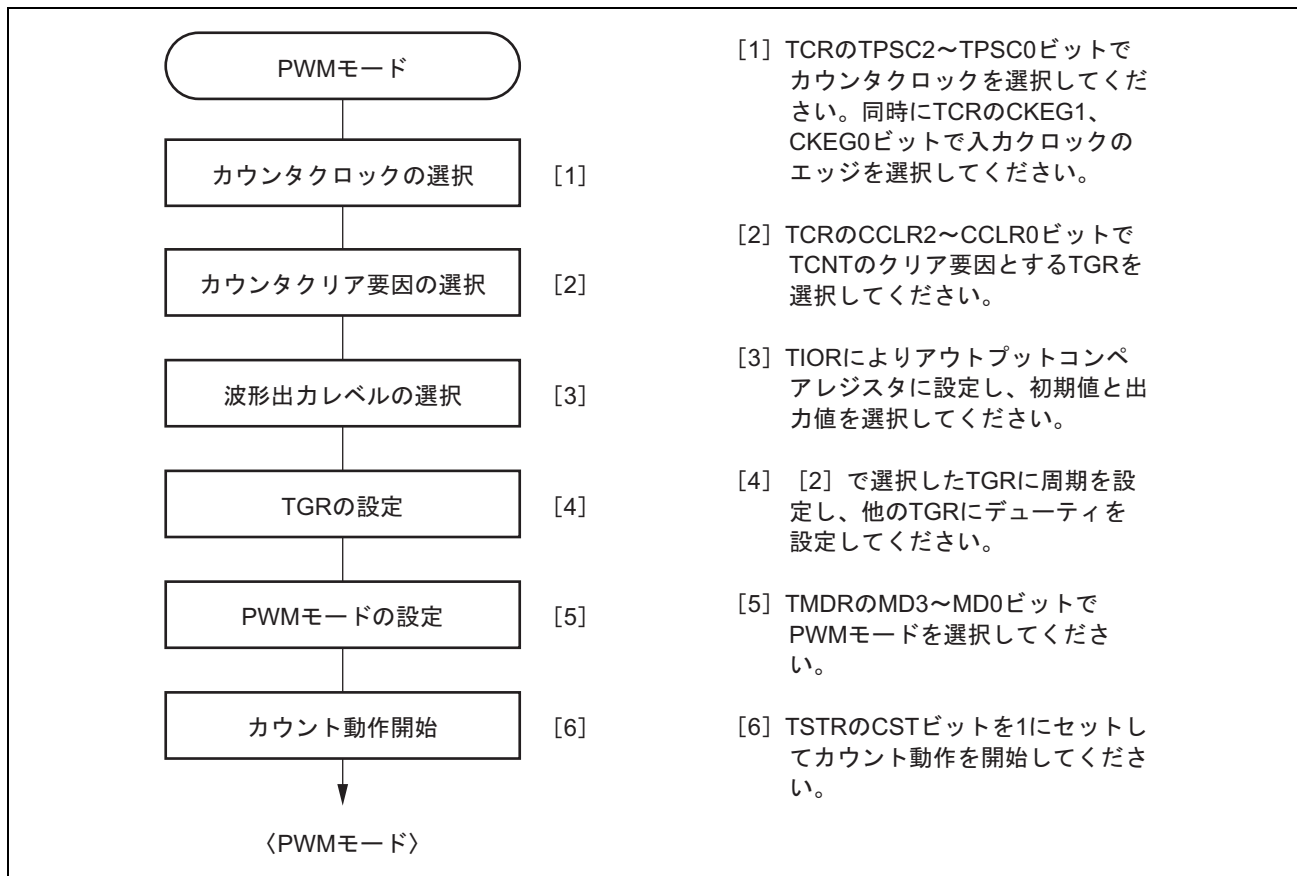 PWMモード
カウンタクロックの選択 [1]
カウンタクリア要因の選択 [2]
波形出力レベルの選択 [3]
TGRの設定 [4]
PWMモードの設定 [5]
カウント動作開始 [6]
〈PWMモード〉
[1] TCRのTPSC2～TPSC0ビットで
カウンタクロックを選択してくだ
さい。同時にTCRのCKEG1、
CKEG0ビットで入力クロックの
エッジを選択してください。
[2] TCRのCCLR2～CCLR0ビットで
TCNTのクリア要因とするTGRを
選択してください。
[3] TIORによりアウトプットコンペ
アレジスタに設定し、初期値と出
力値を選択してください。
[4] [2]で選択したTGRに周期を設
定し、他のTGRにデューティを
設定してください。
[5] TMDRのMD3～MD0ビットで
PWMモードを選択してくださ
い。
[6] TSTRのCSTビットを1にセットし
てカウント動作を開始してくださ
い。